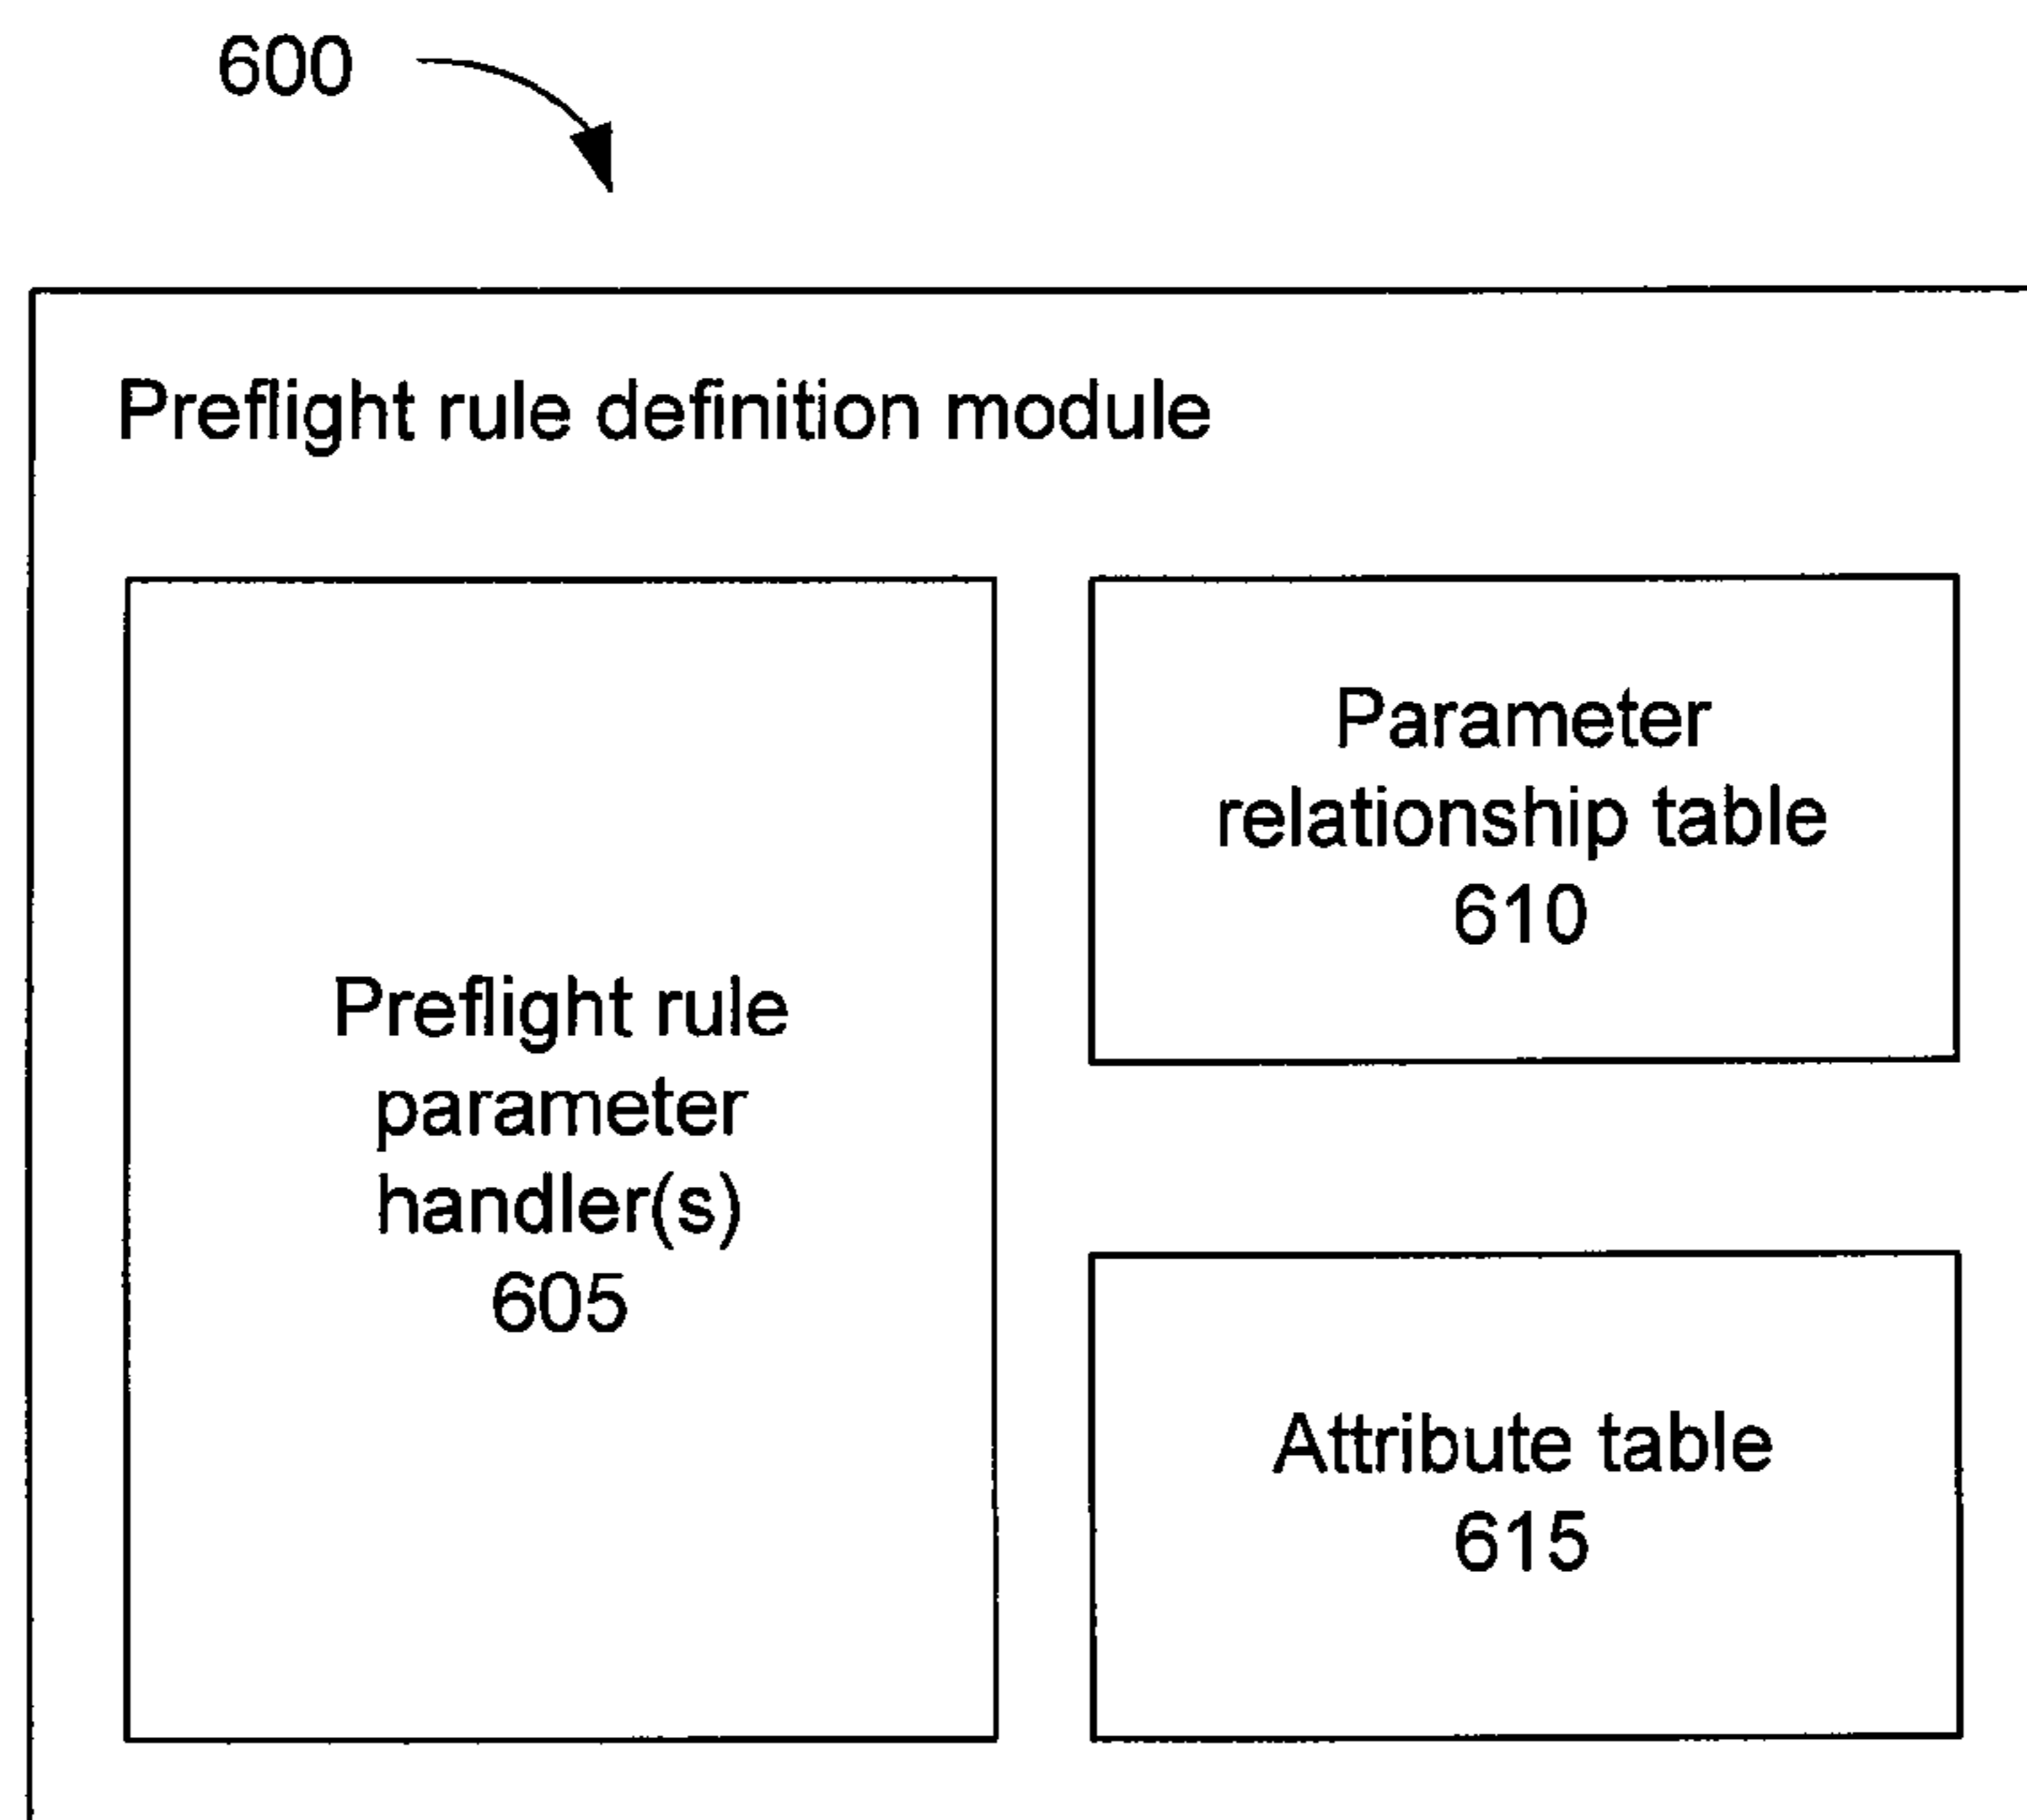 600
Preflight rule definition module
Preflight rule
parameter
handler(s)
605
Parameter
relationship table
610
Attribute table
615